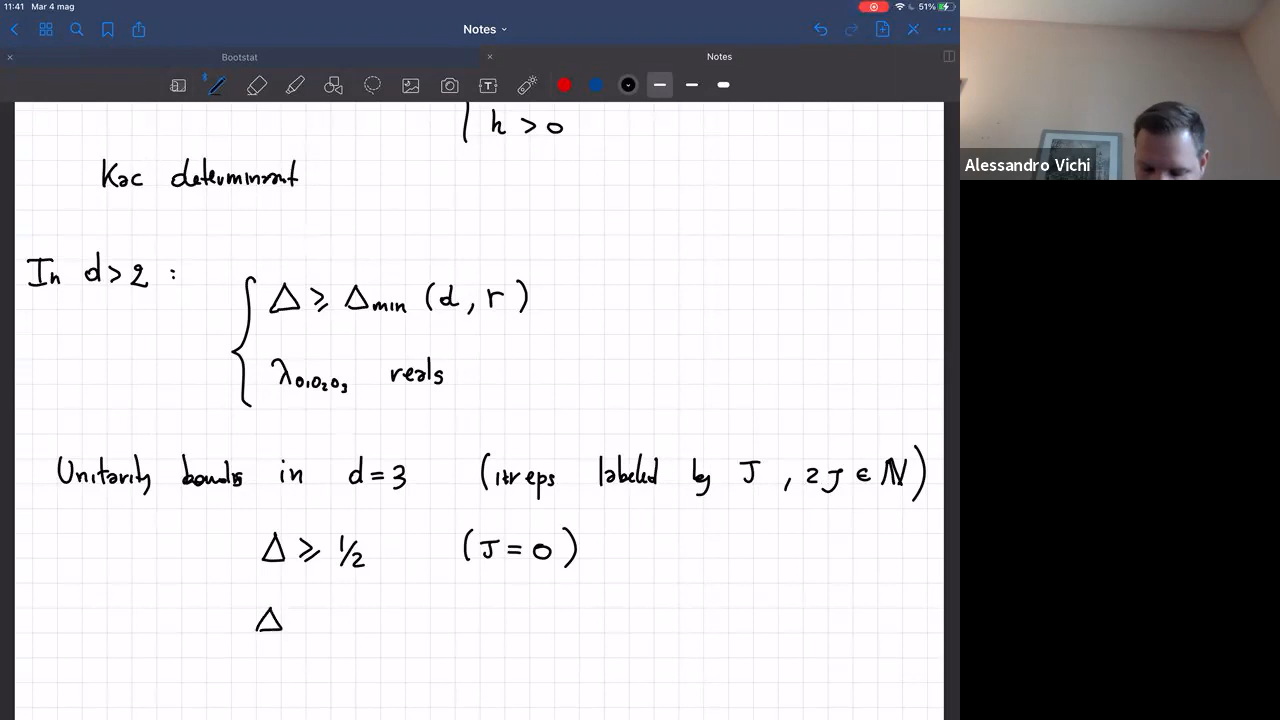 11:41 Mar 4 mag
51%
Notes
Bootstat
Notes
h > 0
Kac determinant
In d > 2 :
Δ ≥ Δmin (d, r)
λO1O2O3 reals
Unitarity bounds in d = 3 (irreps labeled by J , 2J ∈ ℕ)
Δ ≥ 1/2 (J = 0)
Δ
Alessandro Vichi